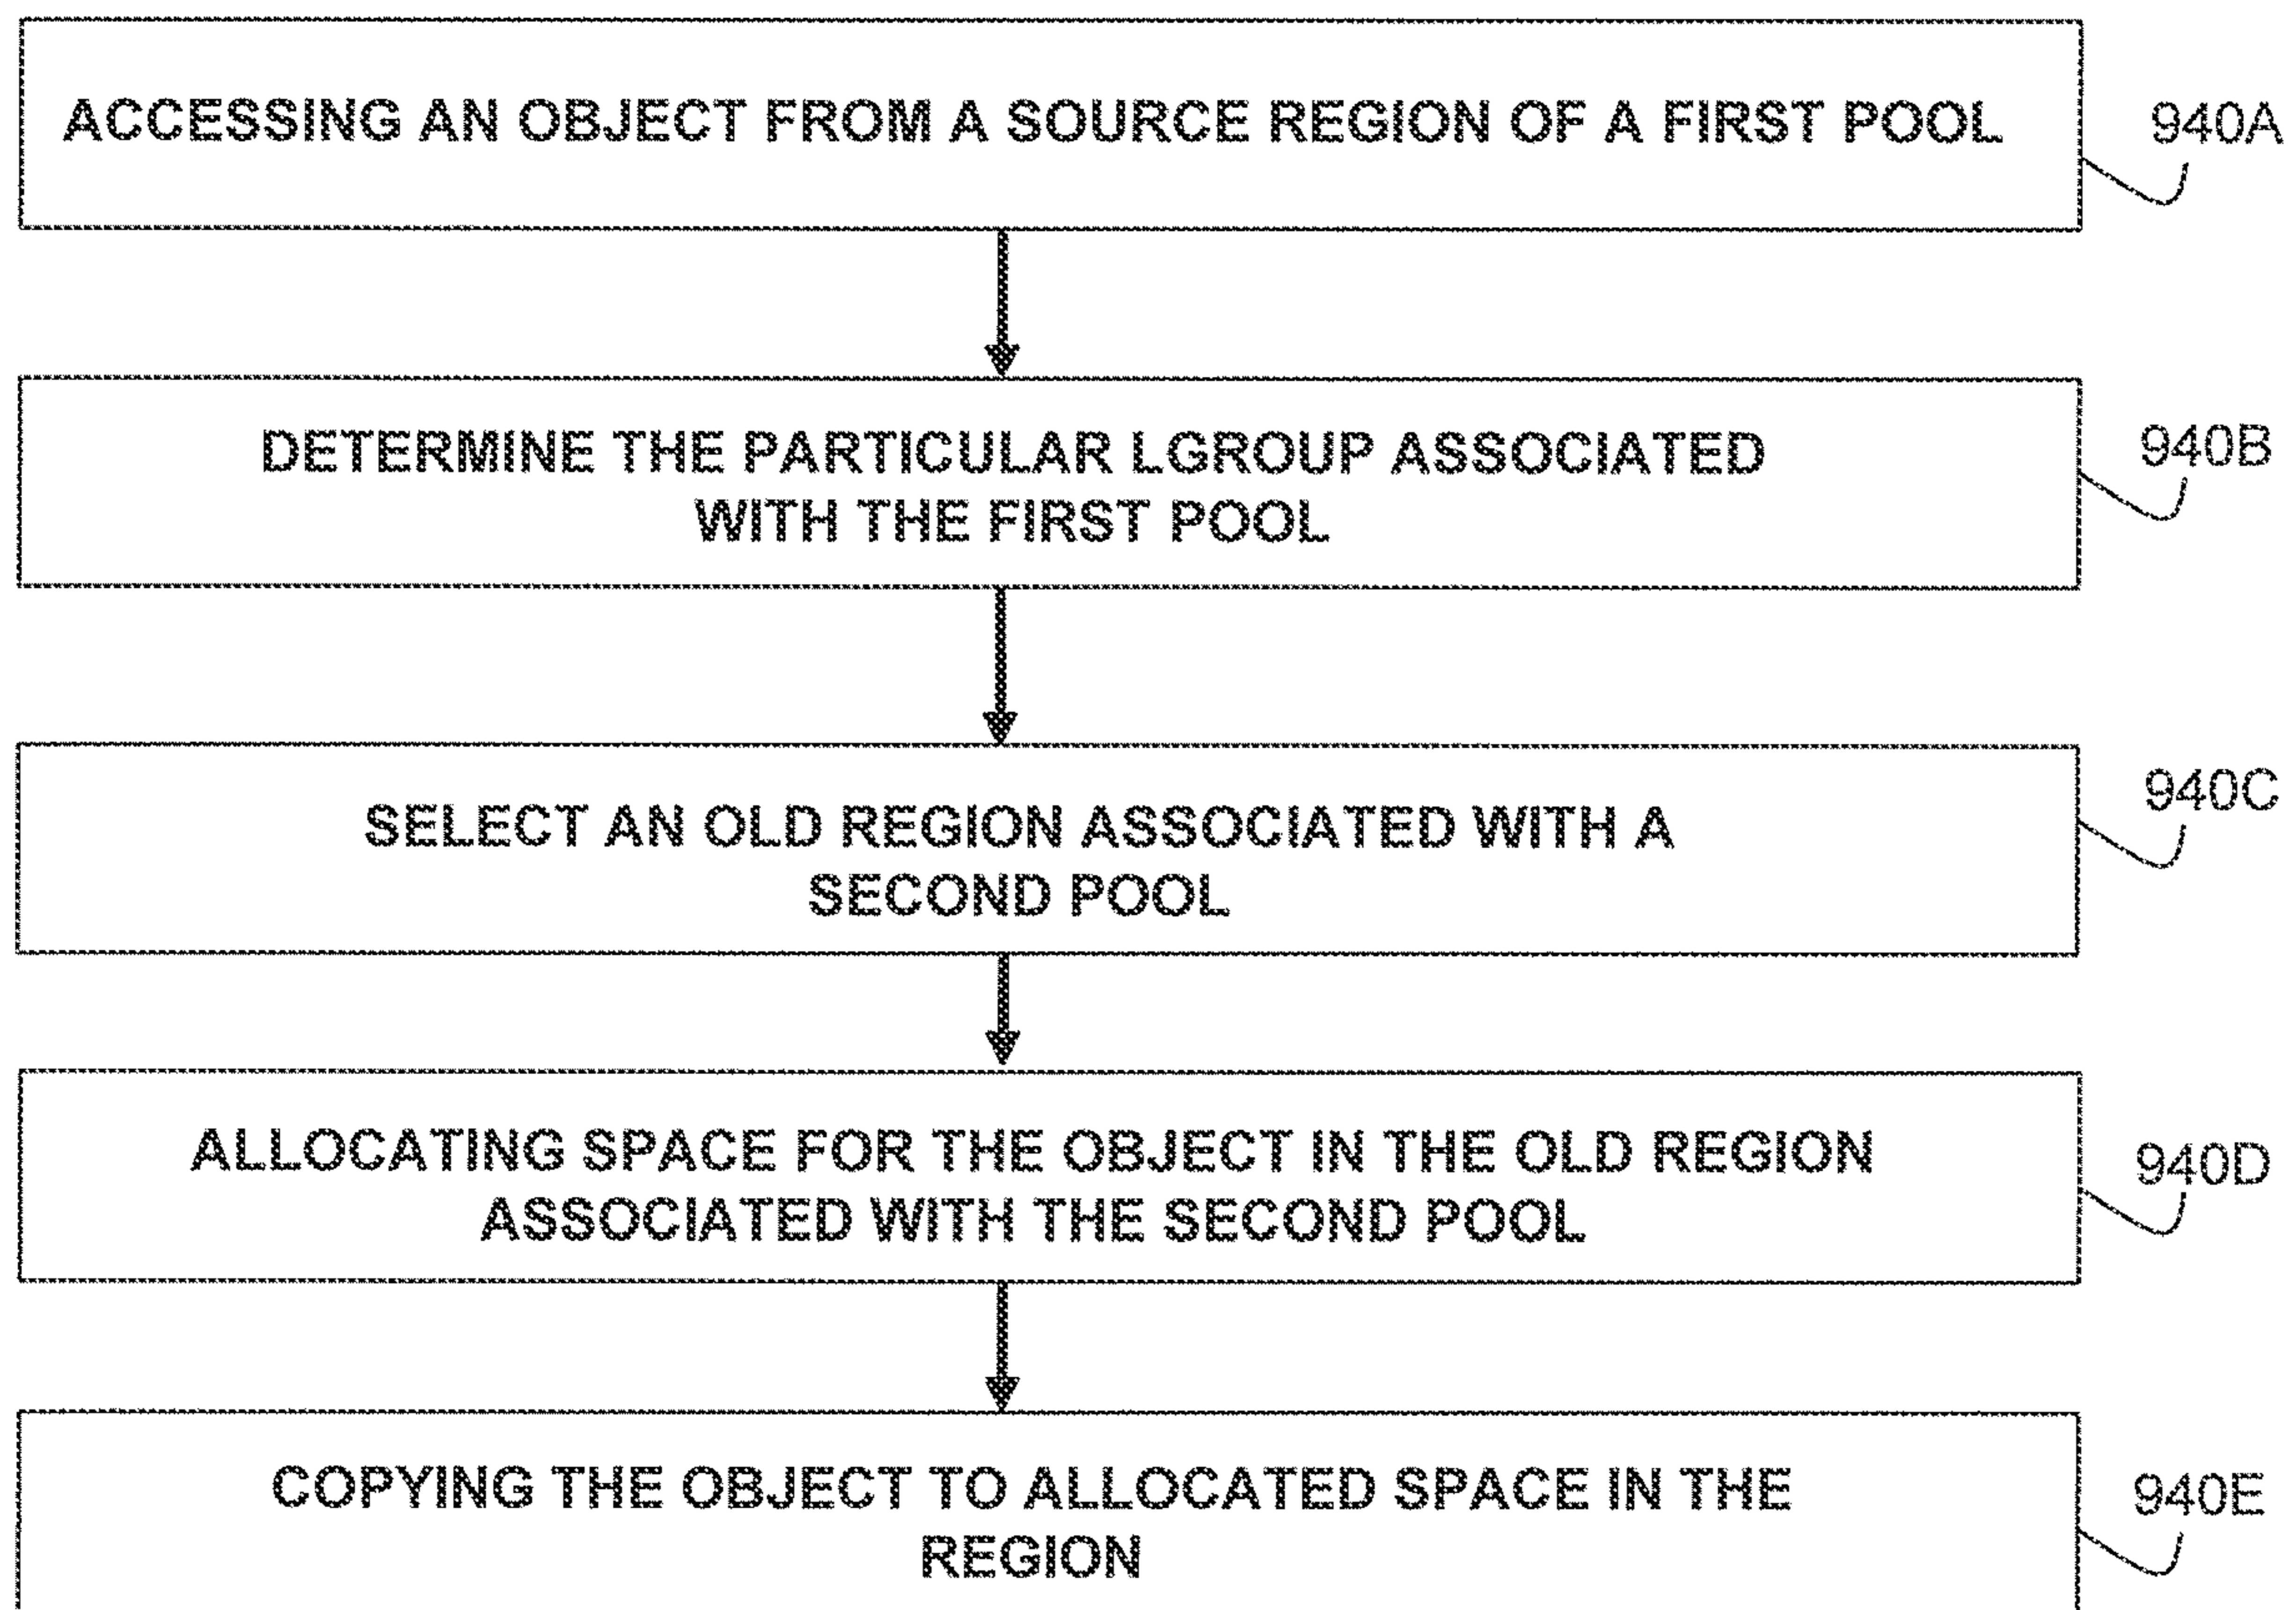 ACCESSING AN OBJECT FROM A SOURCE REGION OF A FIRST POOL
940A
DETERMINE THE PARTICULAR LGROUP ASSOCIATED
WITH THE FIRST POOL
940B
SELECT AN OLD REGION ASSOCIATED WITH A
SECOND POOL
940C
ALLOCATING SPACE FOR THE OBJECT IN THE OLD REGION
ASSOCIATED WITH THE SECOND POOL
940D
COPYING THE OBJECT TO ALLOCATED SPACE IN THE
REGION
940E